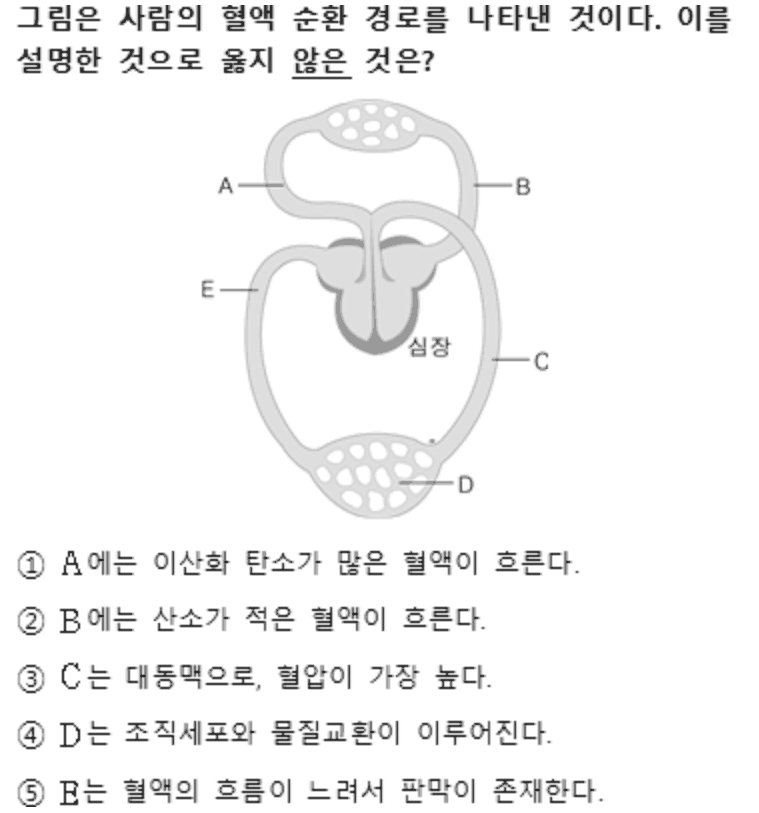 그림은 사람의 혈액 순환 경로를 나타낸 것이다. 이를
설명한 것으로 옳지 않은 것은?
A
B
E
심장
C
D
① A에는 이산화 탄소가 많은 혈액이 흐른다.
② B에는 산소가 적은 혈액이 흐른다.
③ C는 대동맥으로, 혈압이 가장 높다.
④ D는 조직세포와 물질교환이 이루어진다.
⑤ E는 혈액의 흐름이 느려서 판막이 존재한다.